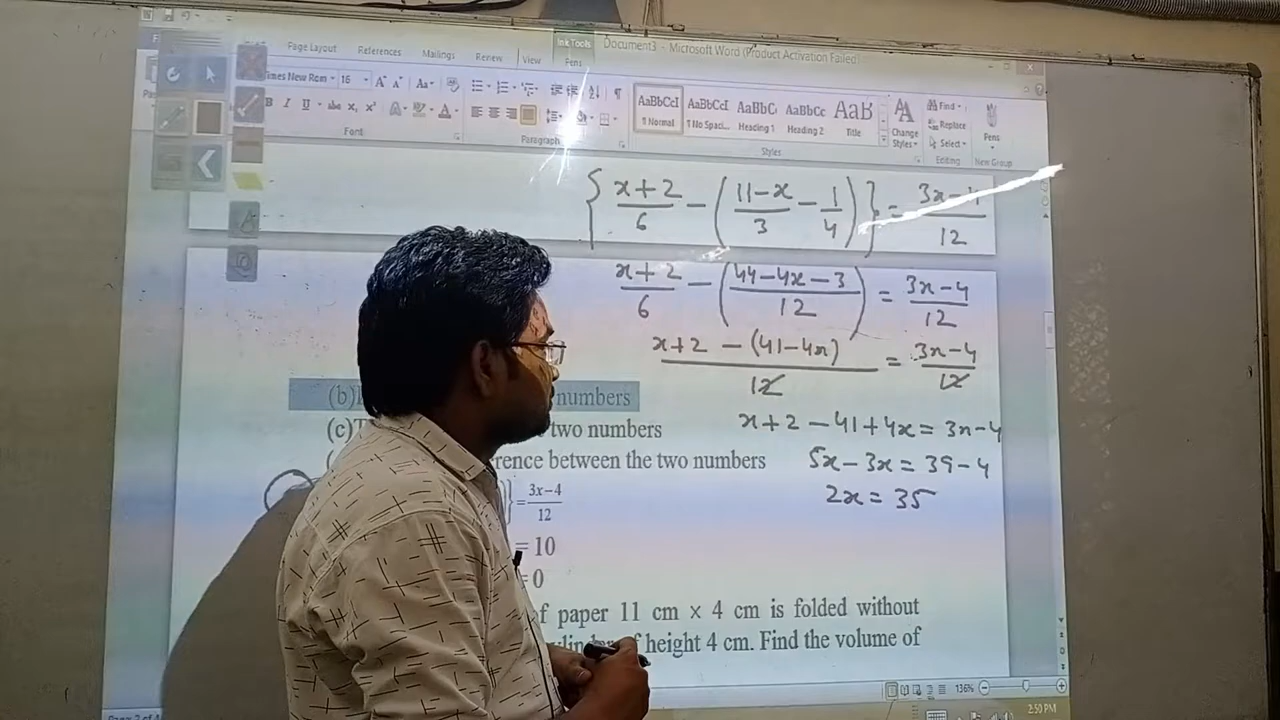 Document3 - Microsoft Word (Product Activation Failed)
Ink Tools
Page Layout References Mailings Review View Pens
Times New Rom 16
AaBbCcI AaBbCcI AaBbC AaBbCc AaB
¶ Normal ¶ No Spaci... Heading 1 Heading 2 Title
Change Styles
Find
Replace
Select
Pens
Font Paragraph Styles Editing New Group
{ x+2/6 - ( 11-x/3 - 1/4 ) } = 3x-4/12
x+2/6 - ( 44-4x-3/12 ) = 3x-4/12
x+2 - (41-4x)/12 = 3x-4/12
x+2-41+4x=3x-4
5x-3x=39-4
2x=35
(b) numbers
(c) two numbers
rence between the two numbers
)} = 3x-4/12
= 10
= 0
of paper 11 cm × 4 cm is folded without
height 4 cm. Find the volume of
136%
2:50 PM